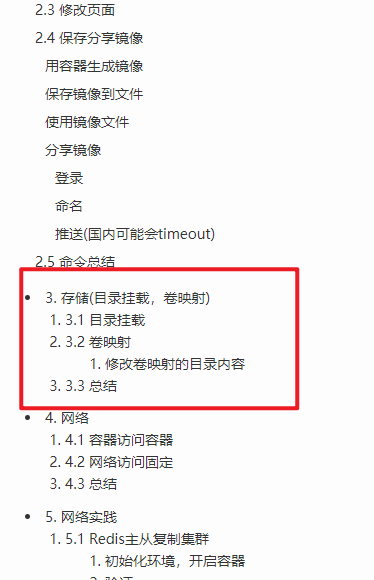 2.3 修改页面
2.4 保存分享镜像
用容器生成镜像
保存镜像到文件
使用镜像文件
分享镜像
登录
命名
推送(国内可能会timeout)
2.5 命令总结
• 3. 存储(目录挂载，卷映射)
1. 3.1 目录挂载
2. 3.2 卷映射
1. 修改卷映射的目录内容
3. 3.3 总结
• 4. 网络
1. 4.1 容器访问容器
2. 4.2 网络访问固定
3. 4.3 总结
• 5. 网络实践
1. 5.1 Redis主从复制集群
1. 初始化环境，开启容器
2. 验证